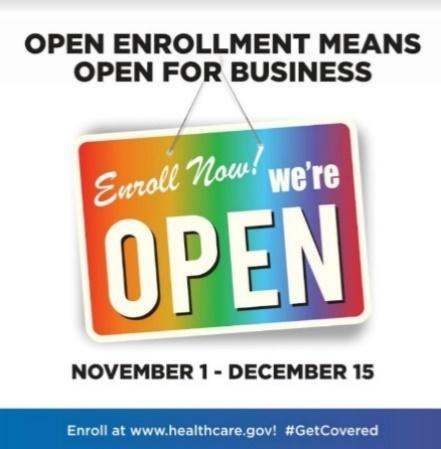 OPEN ENROLLMENT MEANS
OPEN FOR BUSINESS
Enroll Now! we're
OPEN
NOVEMBER 1 - DECEMBER 15
Enroll at www.healthcare.gov! #GetCovered